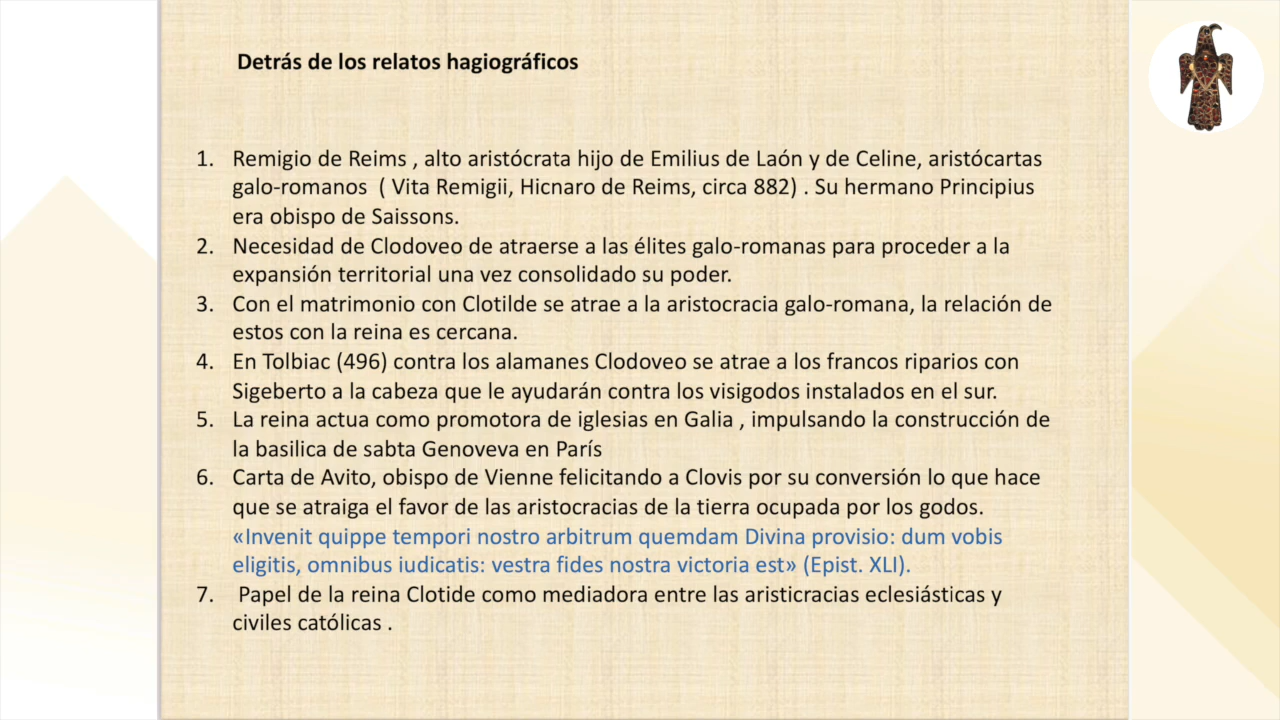 Detrás de los relatos hagiográficos
1. Remigio de Reims , alto aristócrata hijo de Emilius de Laón y de Celine, aristócartas
galo-romanos ( Vita Remigii, Hicnaro de Reims, circa 882) . Su hermano Principius
era obispo de Saissons.
2. Necesidad de Clodoveo de atraerse a las élites galo-romanas para proceder a la
expansión territorial una vez consolidado su poder.
3. Con el matrimonio con Clotilde se atrae a la aristocracia galo-romana, la relación de
estos con la reina es cercana.
4. En Tolbiac (496) contra los alamanes Clodoveo se atrae a los francos riparios con
Sigeberto a la cabeza que le ayudarán contra los visigodos instalados en el sur.
5. La reina actua como promotora de iglesias en Galia , impulsando la construcción de
la basilica de sabta Genoveva en París
6. Carta de Avito, obispo de Vienne felicitando a Clovis por su conversión lo que hace
que se atraiga el favor de las aristocracias de la tierra ocupada por los godos.
«Invenit quippe tempori nostro arbitrum quemdam Divina provisio: dum vobis
eligitis, omnibus iudicatis: vestra fides nostra victoria est» (Epist. XLI).
7. Papel de la reina Clotide como mediadora entre las aristicracias eclesiásticas y
civiles católicas .